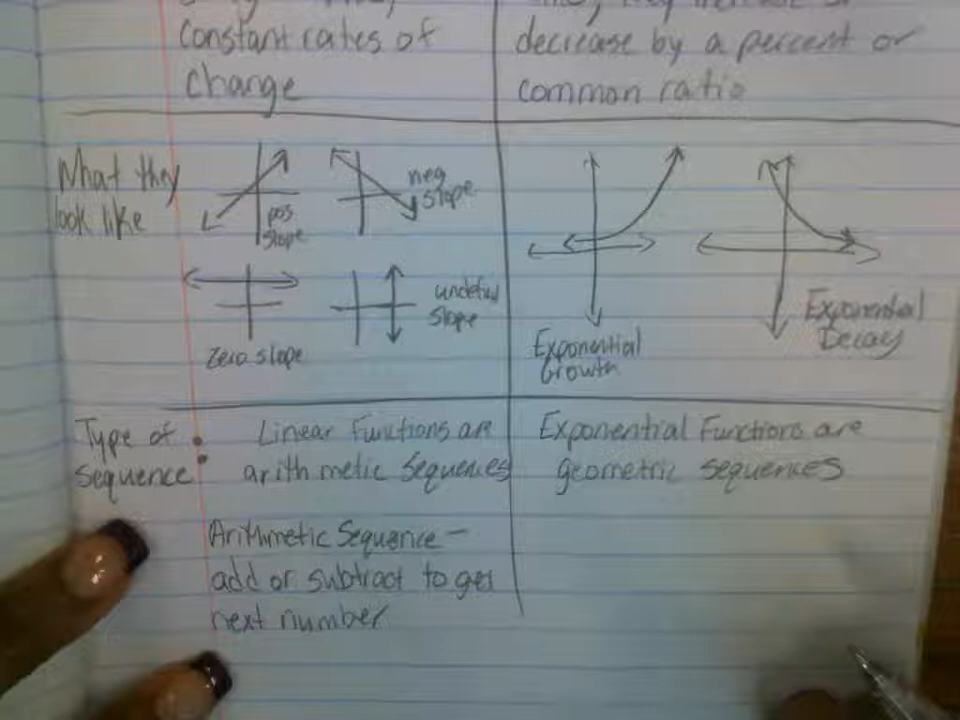 constant rates of
change
decrease by a percent or
common ratio
What they
look like
pos
slope
neg
slope
Zero slope
undefined
slope
Exponential
Growth
Exponential
Decay
Type of
sequence:
Linear Functions are
arithmetic sequences
Exponential Functions are
geometric sequences
Arithmetic Sequence –
add or subtract to get
next number